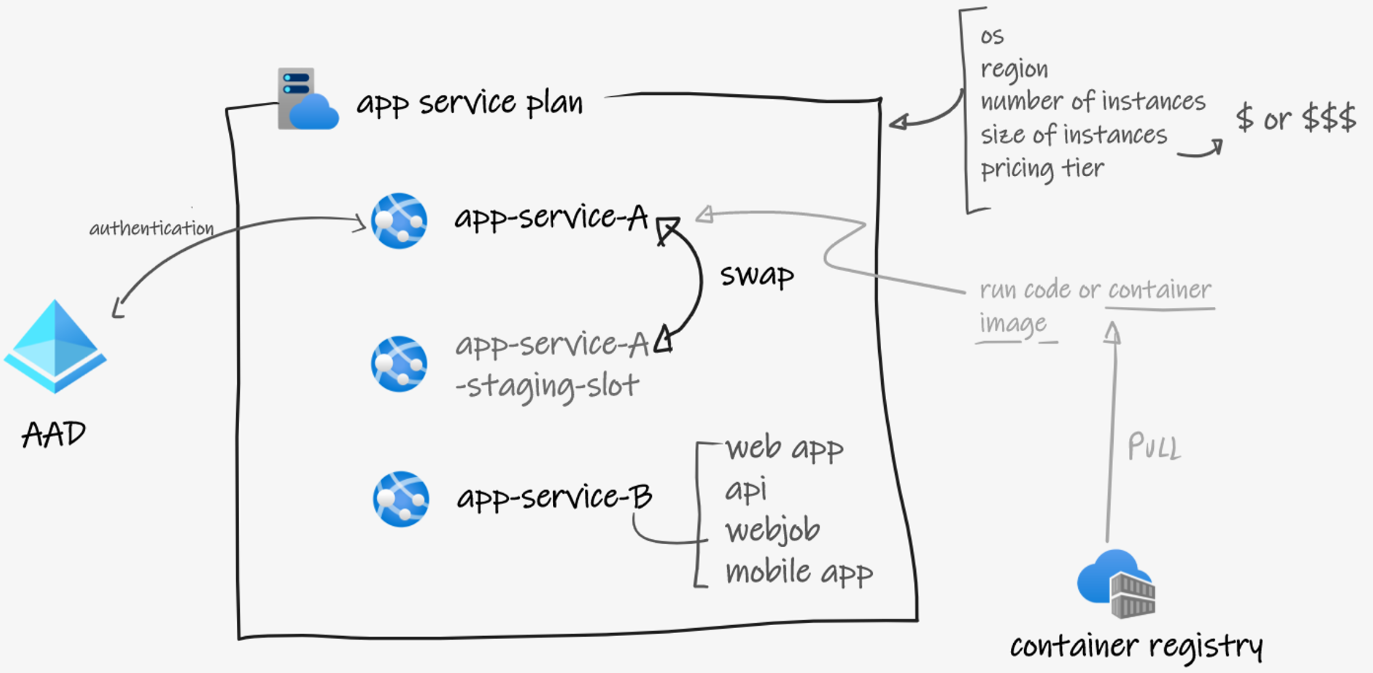 app service plan
os
region
number of instances
size of instances
pricing tier
$ or $$$
authentication
app-service-A
swap
run code or container
image
app-service-A
-staging-slot
AAD
PULL
web app
api
app-service-B
webjob
mobile app
container registry